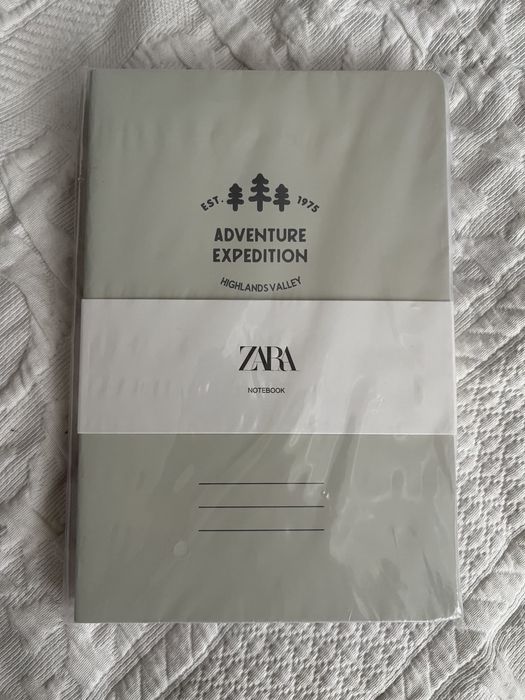 EST. 1975
ADVENTURE
EXPEDITION
HIGHLANDS VALLEY
ZARA
NOTEBOOK